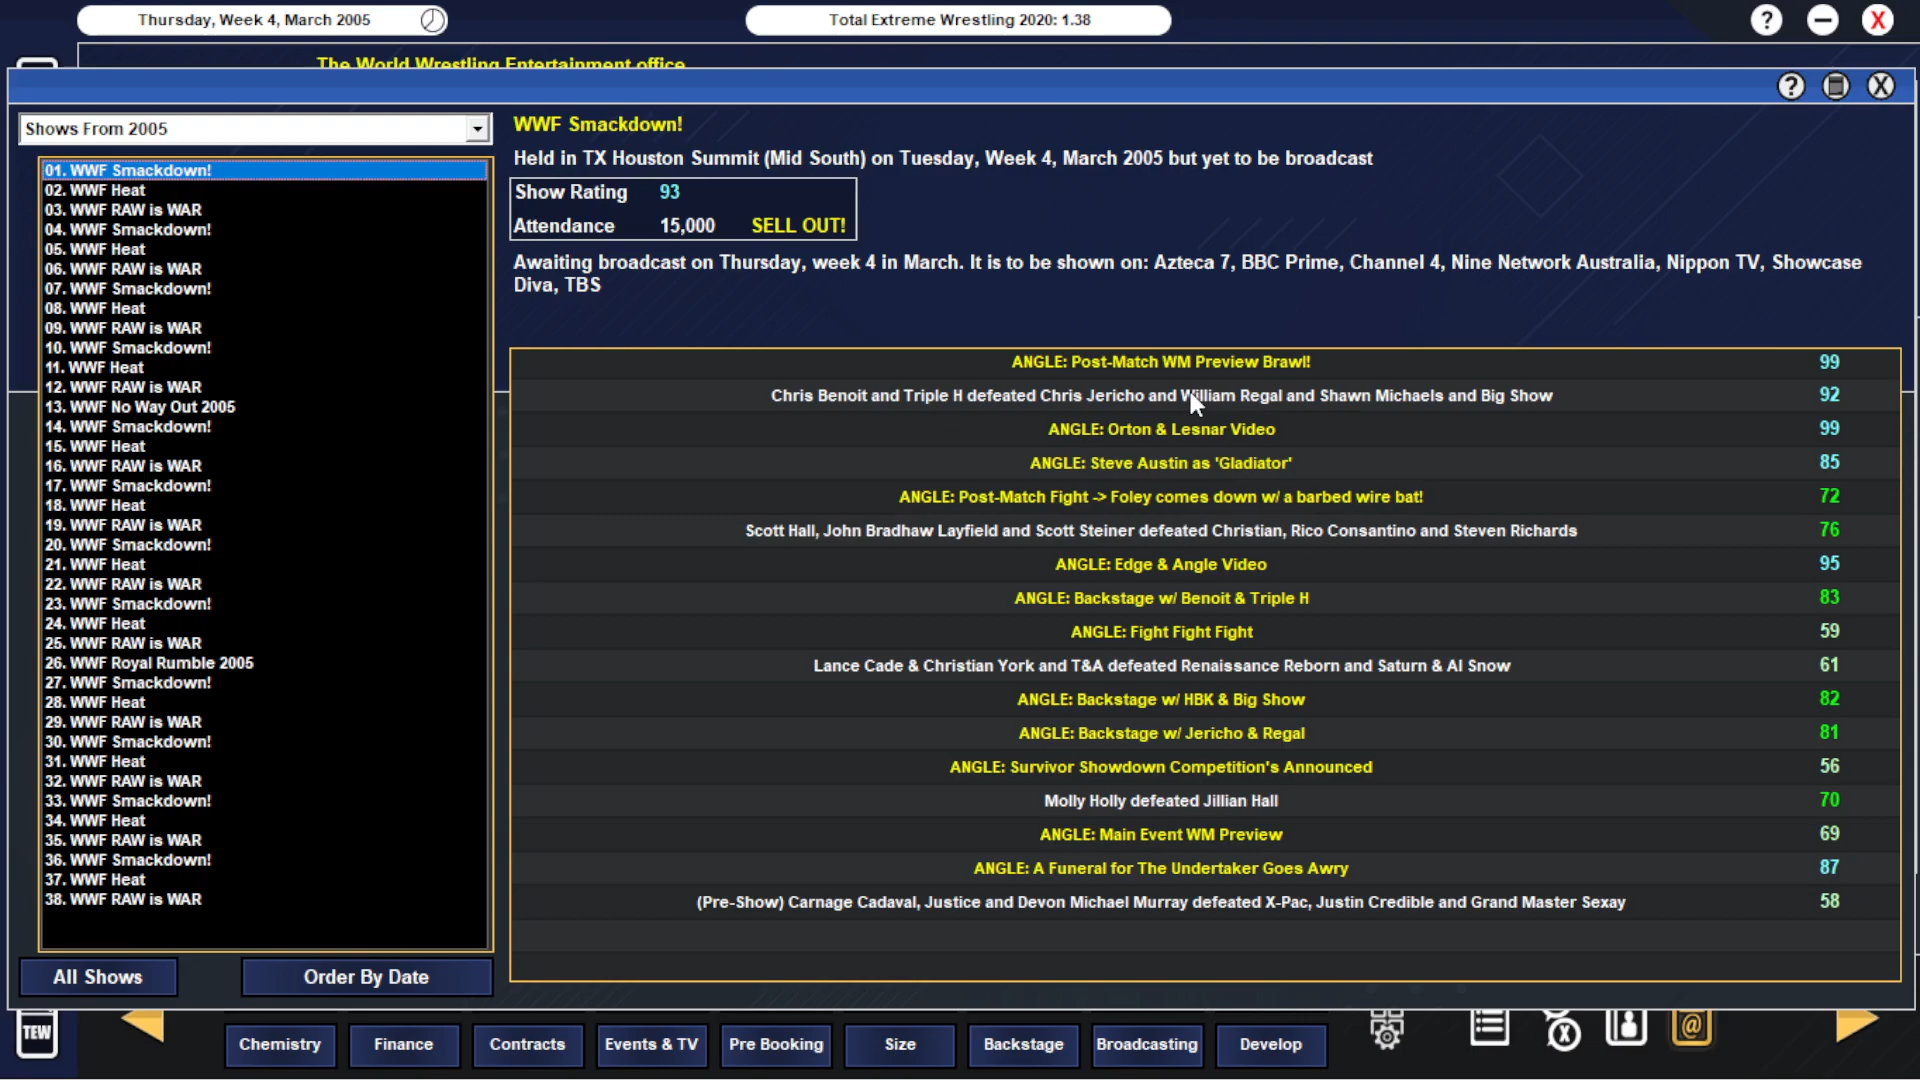 Thursday, Week 4, March 2005
Total Extreme Wrestling 2020: 1.38
?
X
The World Wrestling Entertainment office
?
X
Shows From 2005
01. WWF Smackdown!
02. WWF Heat
03. WWF RAW is WAR
04. WWF Smackdown!
05. WWF Heat
06. WWF RAW is WAR
07. WWF Smackdown!
08. WWF Heat
09. WWF RAW is WAR
10. WWF Smackdown!
11. WWF Heat
12. WWF RAW is WAR
13. WWF No Way Out 2005
14. WWF Smackdown!
15. WWF Heat
16. WWF RAW is WAR
17. WWF Smackdown!
18. WWF Heat
19. WWF RAW is WAR
20. WWF Smackdown!
21. WWF Heat
22. WWF RAW is WAR
23. WWF Smackdown!
24. WWF Heat
25. WWF RAW is WAR
26. WWF Royal Rumble 2005
27. WWF Smackdown!
28. WWF Heat
29. WWF RAW is WAR
30. WWF Smackdown!
31. WWF Heat
32. WWF RAW is WAR
33. WWF Smackdown!
34. WWF Heat
35. WWF RAW is WAR
36. WWF Smackdown!
37. WWF Heat
38. WWF RAW is WAR
All Shows
Order By Date
WWF Smackdown!
Held in TX Houston Summit (Mid South) on Tuesday, Week 4, March 2005 but yet to be broadcast
Show Rating 93
Attendance 15,000 SELL OUT!
Awaiting broadcast on Thursday, week 4 in March. It is to be shown on: Azteca 7, BBC Prime, Channel 4, Nine Network Australia, Nippon TV, Showcase
Diva, TBS
ANGLE: Post-Match WM Preview Brawl! 99
Chris Benoit and Triple H defeated Chris Jericho and William Regal and Shawn Michaels and Big Show 92
ANGLE: Orton & Lesnar Video 99
ANGLE: Steve Austin as 'Gladiator' 85
ANGLE: Post-Match Fight -> Foley comes down w/ a barbed wire bat! 72
Scott Hall, John Bradhaw Layfield and Scott Steiner defeated Christian, Rico Consantino and Steven Richards 76
ANGLE: Edge & Angle Video 95
ANGLE: Backstage w/ Benoit & Triple H 83
ANGLE: Fight Fight Fight 59
Lance Cade & Christian York and T&A defeated Renaissance Reborn and Saturn & Al Snow 61
ANGLE: Backstage w/ HBK & Big Show 82
ANGLE: Backstage w/ Jericho & Regal 81
ANGLE: Survivor Showdown Competition's Announced 56
Molly Holly defeated Jillian Hall 70
ANGLE: Main Event WM Preview 69
ANGLE: A Funeral for The Undertaker Goes Awry 87
(Pre-Show) Carnage Cadaval, Justice and Devon Michael Murray defeated X-Pac, Justin Credible and Grand Master Sexay 58
TEW
Chemistry
Finance
Contracts
Events & TV
Pre Booking
Size
Backstage
Broadcasting
Develop
X
@